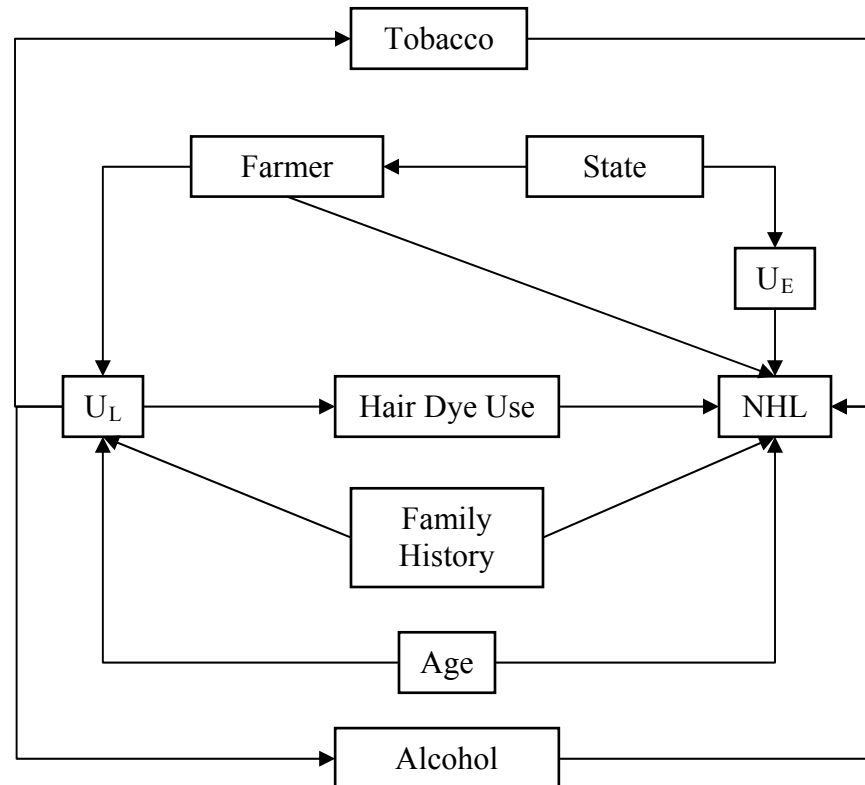 Tobacco
Farmer
State
U_E
U_L
Hair Dye Use
NHL
Family
History
Age
Alcohol